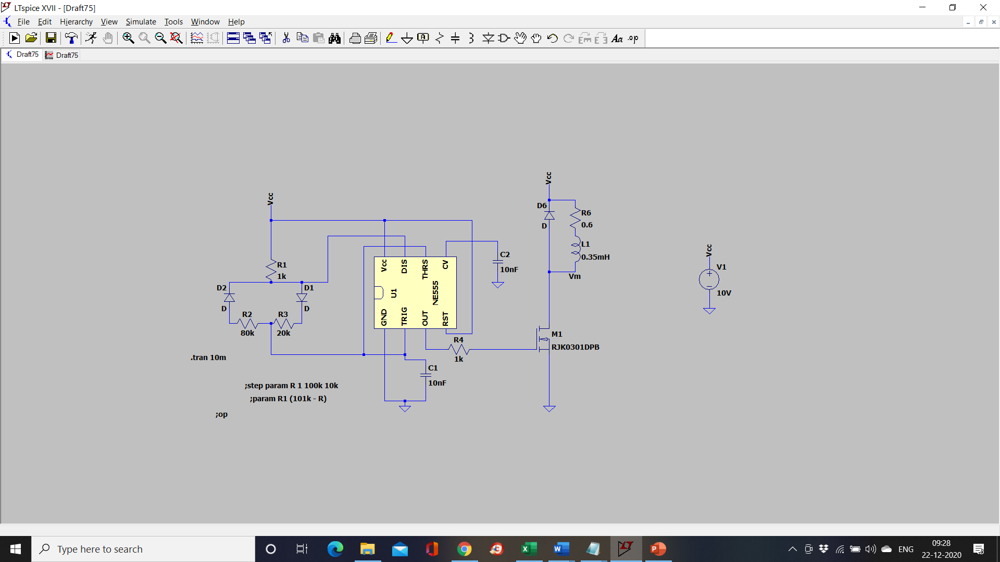 LTspice XVII - [Draft75]
File Edit Hierarchy View Simulate Tools Window Help
Aa .op
Draft75 Draft75
Vcc
Vcc
D6
D
R6
0.6
L1
0.35mH
Vm
Vcc
V1
10V
R1
1k
D2
D
D1
D
R2
80k
R3
20k
Vcc DIS THRS CV
U1
NE555
GND TRIG OUT RST
C2
10nF
R4
1k
M1
RJK0301DPB
C1
10nF
.tran 10m
;step param R 1 100k 10k
;param R1 (101k - R)
;op
Type here to search
ENG
09:28
22-12-2020